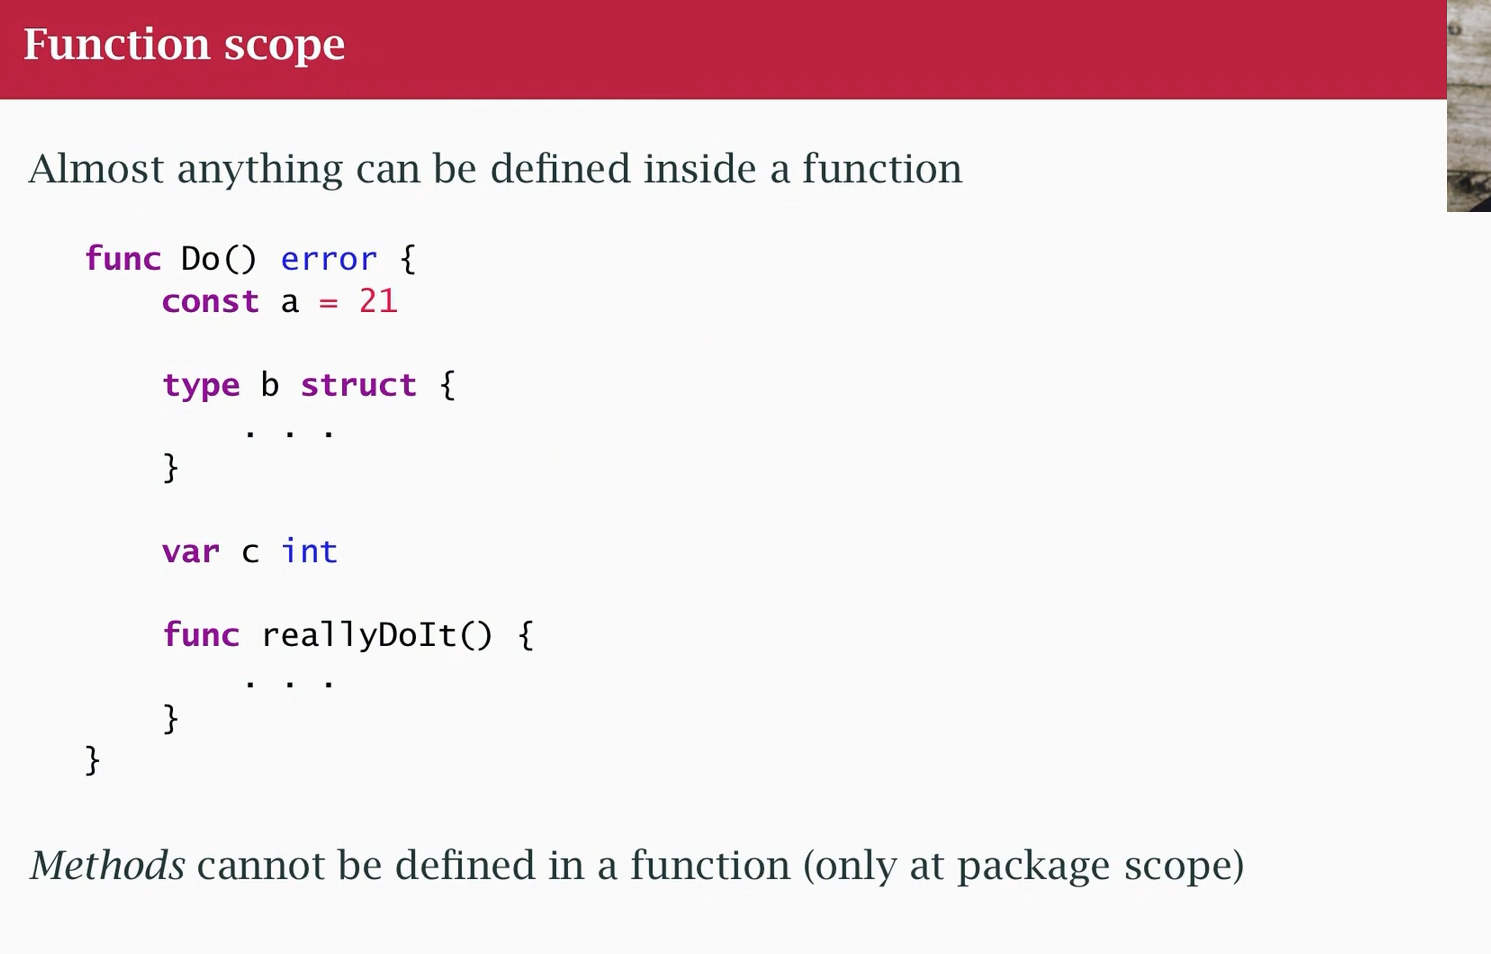 Function scope
Almost anything can be defined inside a function
func Do() error {
    const a = 21
    type b struct {
        . . .
    }
    var c int
    func reallyDoIt() {
        . . .
    }
}
Methods cannot be defined in a function (only at package scope)